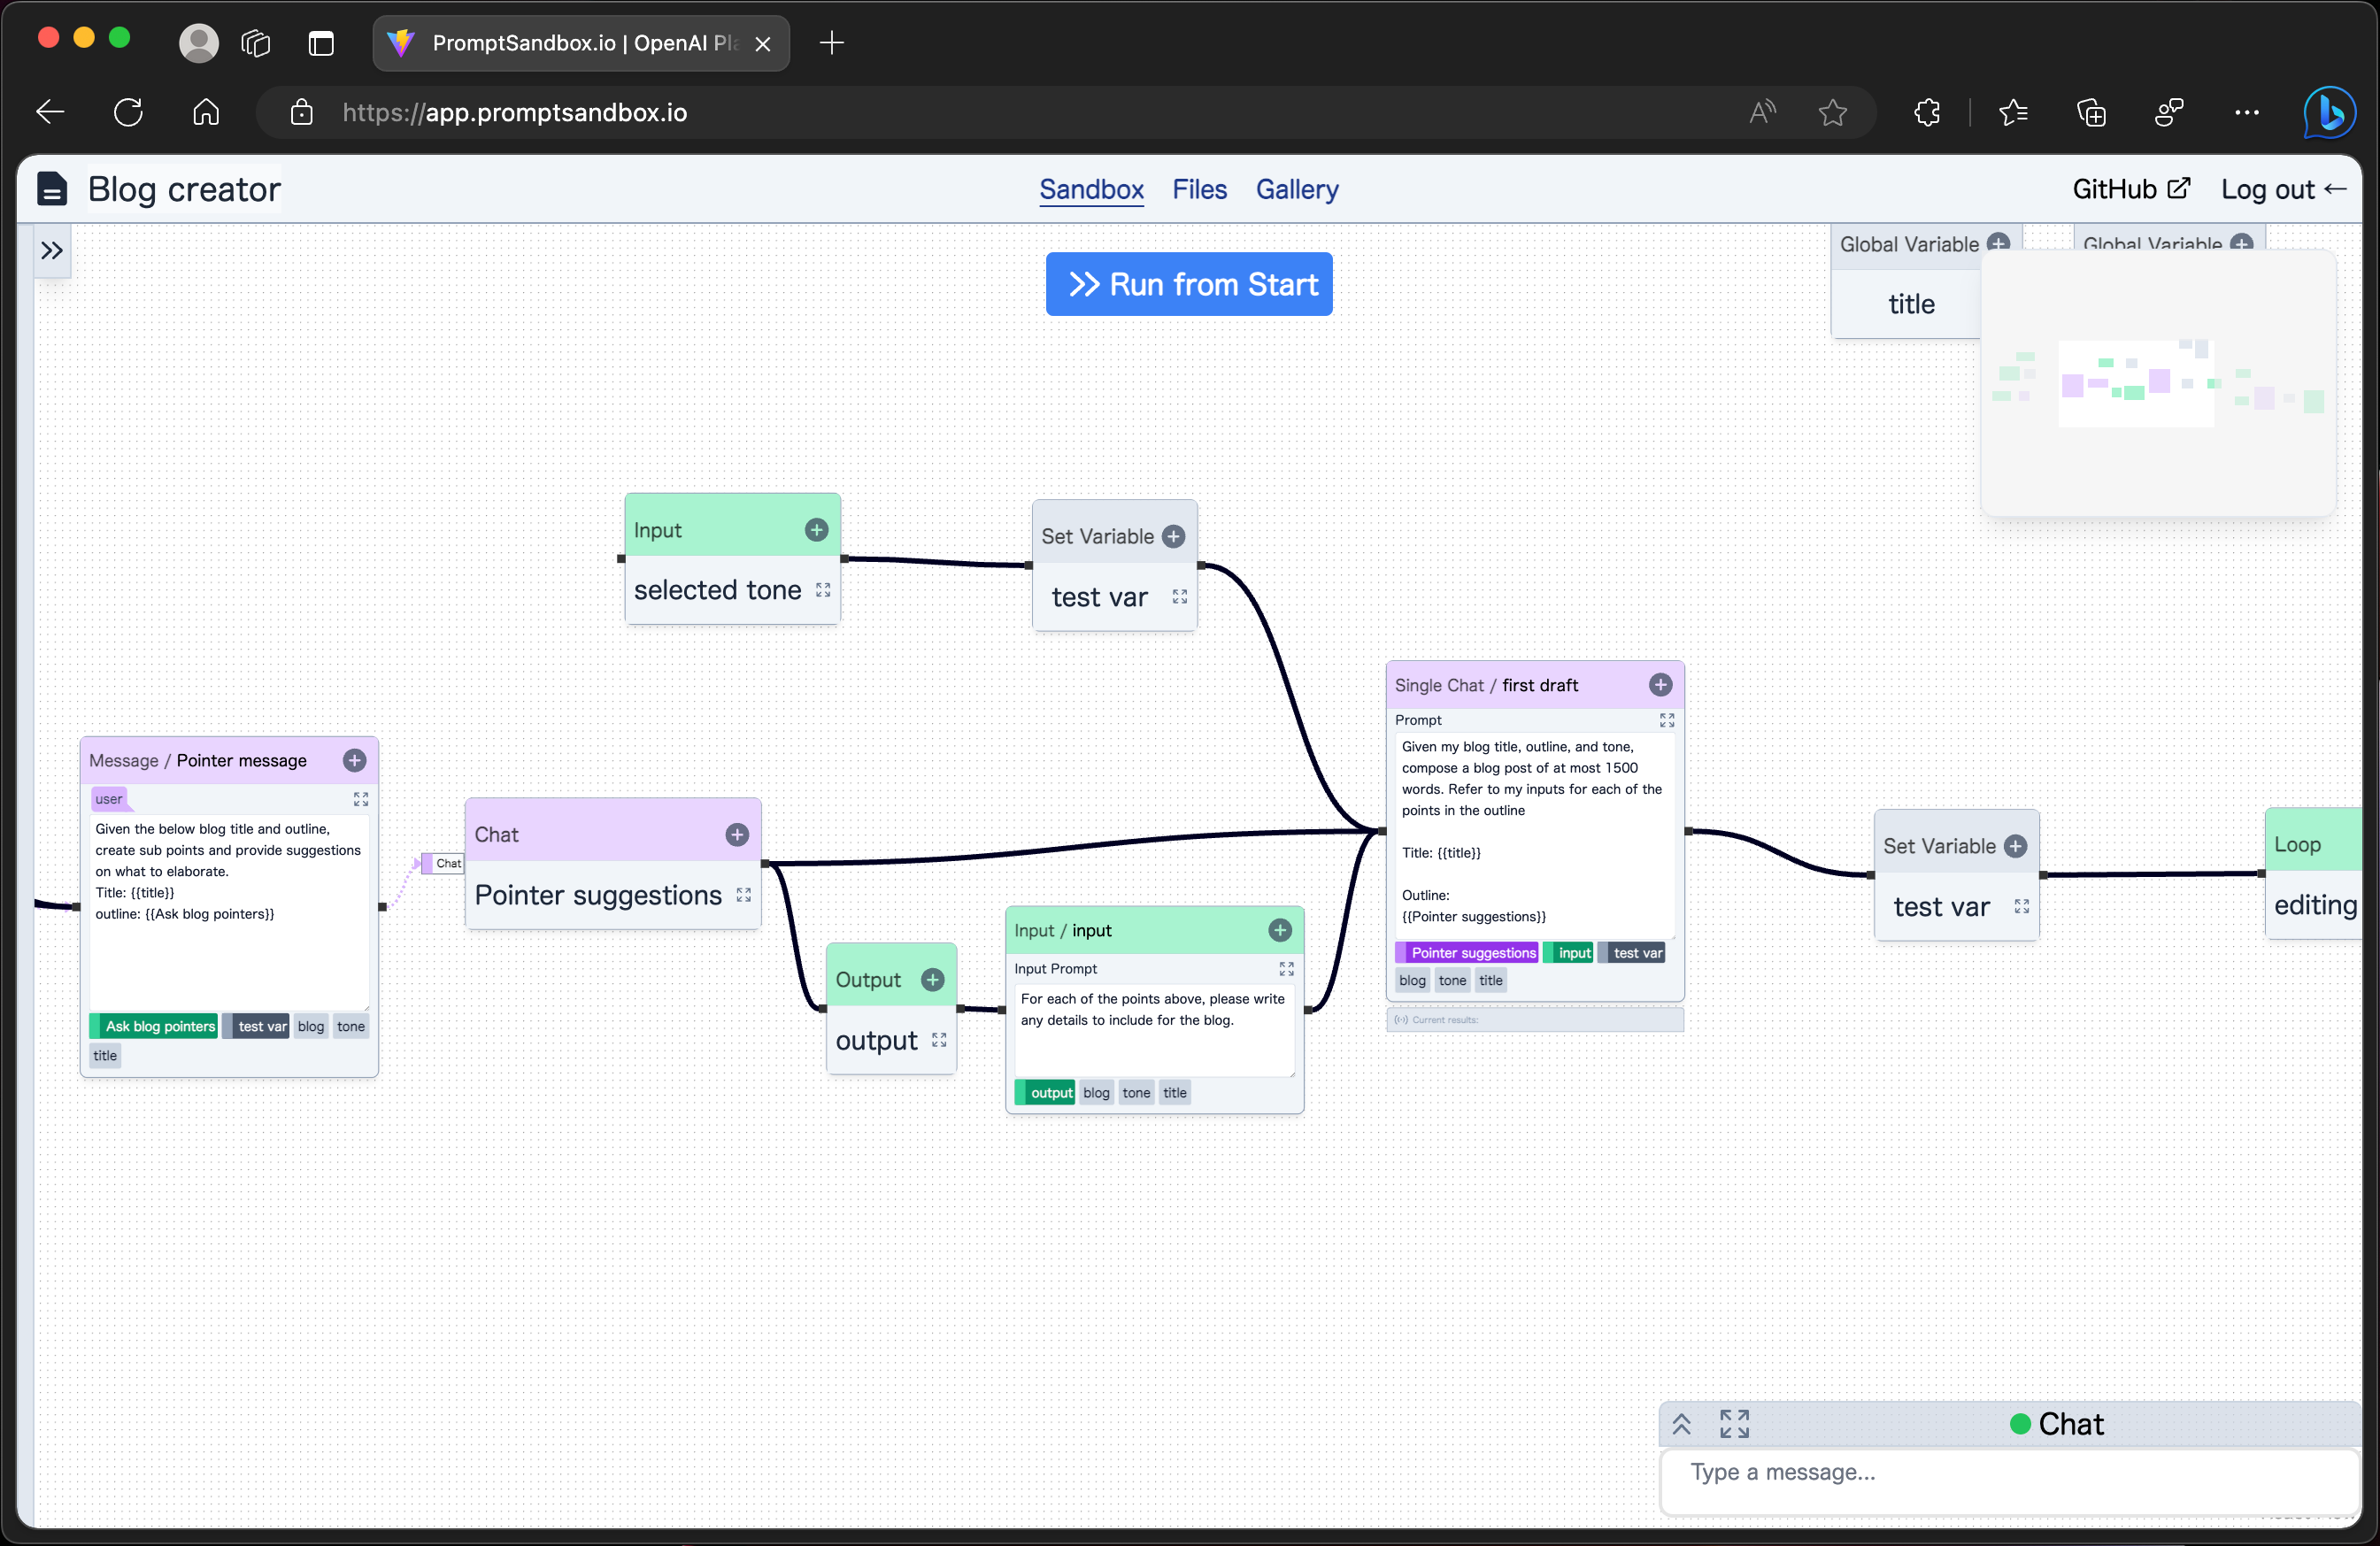 PromptSandbox.io | OpenAI Pla
https://app.promptsandbox.io
Blog creator
Sandbox
Files
Gallery
GitHub
Log out
Run from Start
Global Variable
title
Global Variable
Input
selected tone
Set Variable
test var
Message / Pointer message
user
Given the below blog title and outline,
create sub points and provide suggestions
on what to elaborate.
Title: {{title}}
outline: {{Ask blog pointers}}
Ask blog pointers
test var
blog
tone
title
Chat
Chat
Pointer suggestions
Output
output
Input / input
Input Prompt
For each of the points above, please write
any details to include for the blog.
output
blog
tone
title
Single Chat / first draft
Prompt
Given my blog title, outline, and tone,
compose a blog post of at most 1500
words. Refer to my inputs for each of the
points in the outline
Title: {{title}}
Outline:
{{Pointer suggestions}}
Pointer suggestions
input
test var
blog
tone
title
Current results:
Set Variable
test var
Loop
editing
Chat
Type a message...